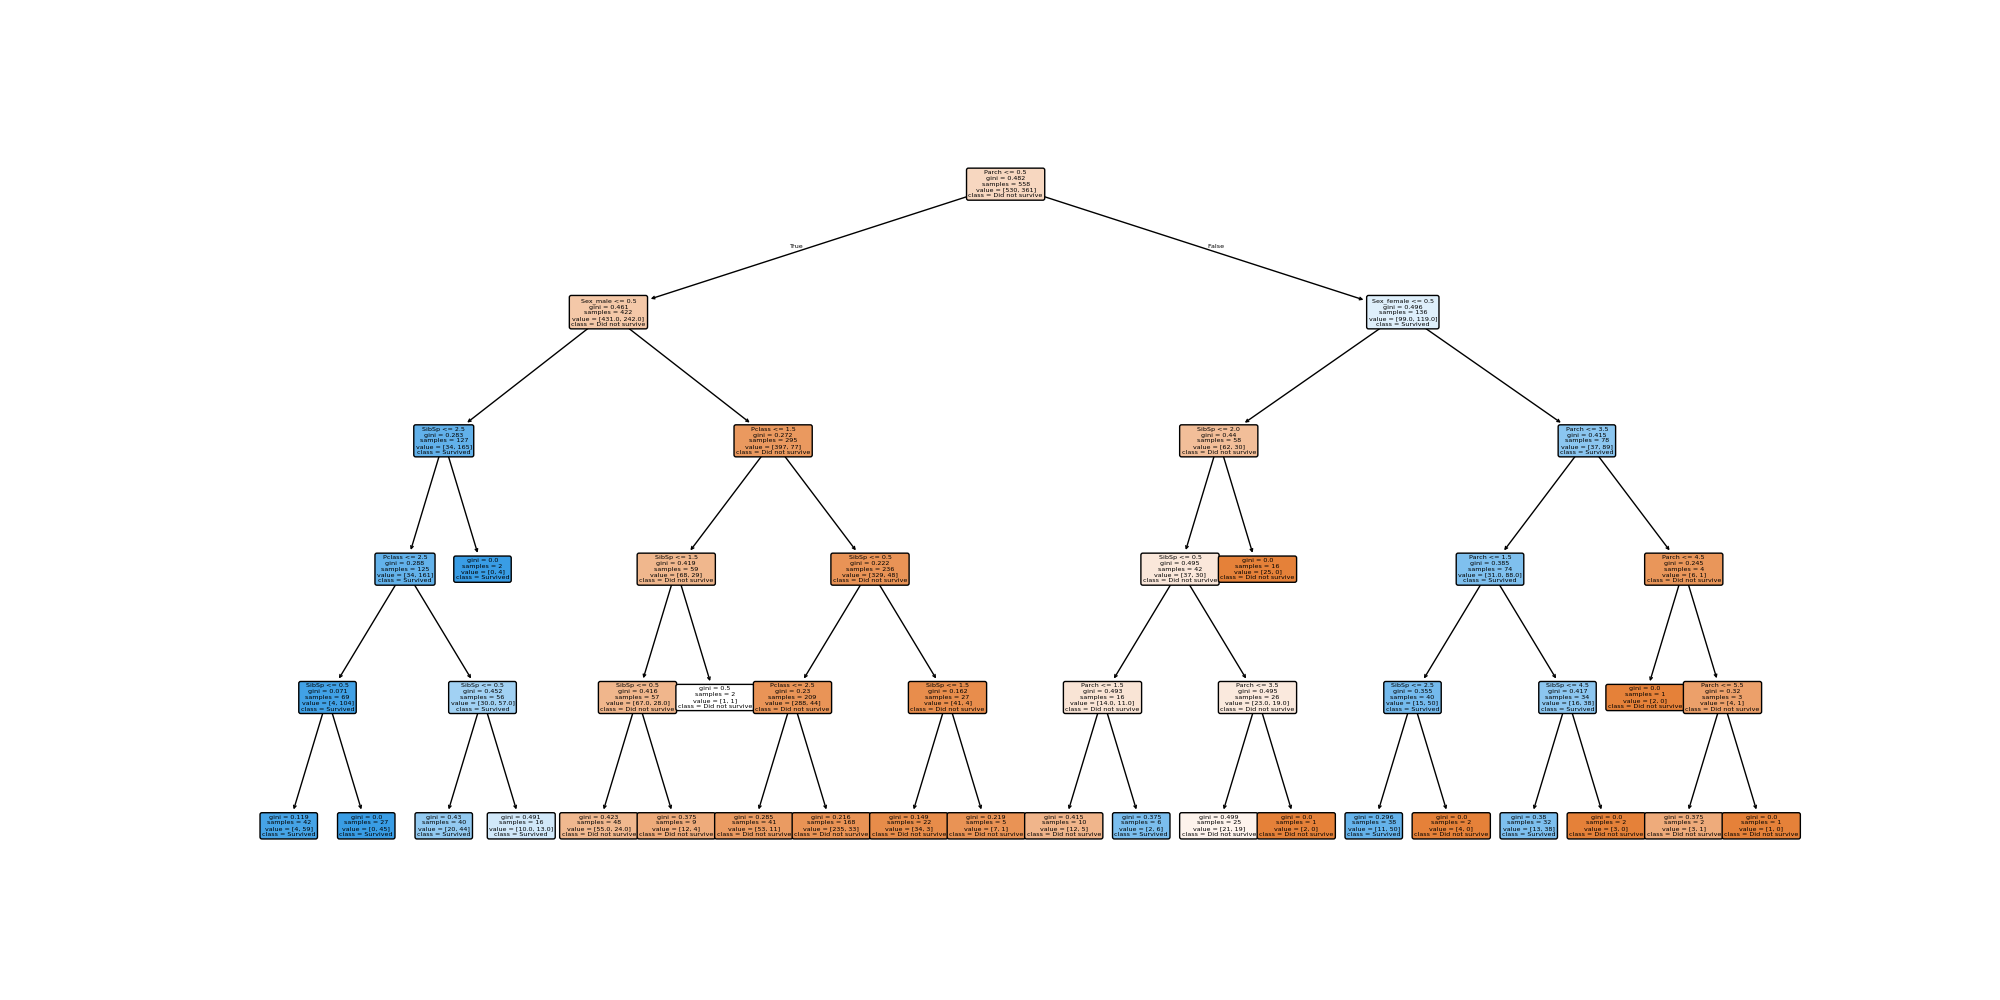 Parch <= 0.5
gini = 0.482
samples = 558
value = [530, 361]
class = Did not survive
True
False
Sex_male <= 0.5
gini = 0.461
samples = 422
value = [431.0, 242.0]
class = Did not survive
Sex_female <= 0.5
gini = 0.496
samples = 136
value = [99.0, 119.0]
class = Survived
SibSp <= 2.5
gini = 0.283
samples = 127
value = [34, 165]
class = Survived
Pclass <= 1.5
gini = 0.272
samples = 295
value = [397, 77]
class = Did not survive
SibSp <= 2.0
gini = 0.44
samples = 58
value = [62, 30]
class = Did not survive
Parch <= 3.5
gini = 0.415
samples = 78
value = [37, 89]
class = Survived
Pclass <= 2.5
gini = 0.288
samples = 125
value = [34, 161]
class = Survived
gini = 0.0
samples = 2
value = [0, 4]
class = Survived
SibSp <= 1.5
gini = 0.419
samples = 59
value = [68, 29]
class = Did not survive
SibSp <= 0.5
gini = 0.222
samples = 236
value = [329, 48]
class = Did not survive
SibSp <= 0.5
gini = 0.495
samples = 42
value = [37, 30]
class = Did not survive
gini = 0.0
samples = 16
value = [25, 0]
class = Did not survive
Parch <= 1.5
gini = 0.385
samples = 74
value = [31.0, 88.0]
class = Survived
Parch <= 4.5
gini = 0.245
samples = 4
value = [6, 1]
class = Did not survive
SibSp <= 0.5
gini = 0.071
samples = 69
value = [4, 104]
class = Survived
SibSp <= 0.5
gini = 0.452
samples = 56
value = [30.0, 57.0]
class = Survived
SibSp <= 0.5
gini = 0.416
samples = 57
value = [67.0, 28.0]
class = Did not survive
gini = 0.5
samples = 2
value = [1, 1]
class = Did not survive
Pclass <= 2.5
gini = 0.23
samples = 209
value = [288, 44]
class = Did not survive
SibSp <= 1.5
gini = 0.162
samples = 27
value = [41, 4]
class = Did not survive
Parch <= 1.5
gini = 0.493
samples = 16
value = [14.0, 11.0]
class = Did not survive
Parch <= 3.5
gini = 0.495
samples = 26
value = [23.0, 19.0]
class = Did not survive
SibSp <= 2.5
gini = 0.355
samples = 40
value = [15, 50]
class = Survived
SibSp <= 4.5
gini = 0.417
samples = 34
value = [16, 38]
class = Survived
gini = 0.0
samples = 1
value = [2, 0]
class = Did not survive
Parch <= 5.5
gini = 0.32
samples = 3
value = [4, 1]
class = Did not survive
gini = 0.119
samples = 42
value = [4, 59]
class = Survived
gini = 0.0
samples = 27
value = [0, 45]
class = Survived
gini = 0.43
samples = 40
value = [20, 44]
class = Survived
gini = 0.491
samples = 16
value = [10.0, 13.0]
class = Survived
gini = 0.423
samples = 48
value = [55.0, 24.0]
class = Did not survive
gini = 0.375
samples = 9
value = [12, 4]
class = Did not survive
gini = 0.285
samples = 41
value = [53, 11]
class = Did not survive
gini = 0.216
samples = 168
value = [235, 33]
class = Did not survive
gini = 0.149
samples = 22
value = [34, 3]
class = Did not survive
gini = 0.219
samples = 5
value = [7, 1]
class = Did not survive
gini = 0.415
samples = 10
value = [12, 5]
class = Did not survive
gini = 0.375
samples = 6
value = [2, 6]
class = Survived
gini = 0.499
samples = 25
value = [21, 19]
class = Did not survive
gini = 0.0
samples = 1
value = [2, 0]
class = Did not survive
gini = 0.296
samples = 38
value = [11, 50]
class = Survived
gini = 0.0
samples = 2
value = [4, 0]
class = Did not survive
gini = 0.38
samples = 32
value = [13, 38]
class = Survived
gini = 0.0
samples = 2
value = [3, 0]
class = Did not survive
gini = 0.375
samples = 2
value = [3, 1]
class = Did not survive
gini = 0.0
samples = 1
value = [1, 0]
class = Did not survive